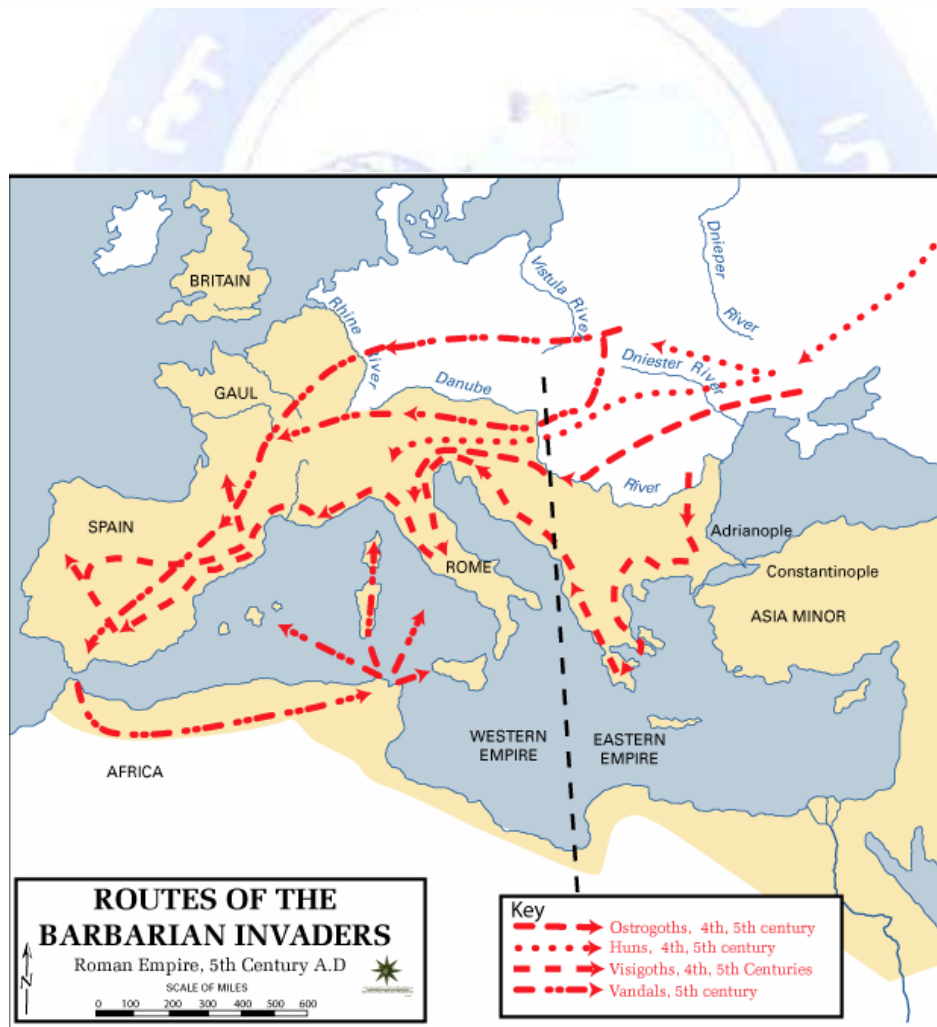 BRITAIN
GAUL
SPAIN
ROME
AFRICA
Rhine
River
Danube
Vistula River
Dniester River
Dnieper
River
River
Adrianople
Constantinople
ASIA MINOR
WESTERN
EMPIRE
EASTERN
EMPIRE
ROUTES OF THE
BARBARIAN INVADERS
Roman Empire, 5th Century A.D
SCALE OF MILES
0 100 200 300 400 500 600
N
Key
Ostrogoths, 4th, 5th century
Huns, 4th, 5th century
Visigoths, 4th, 5th Centuries
Vandals, 5th century